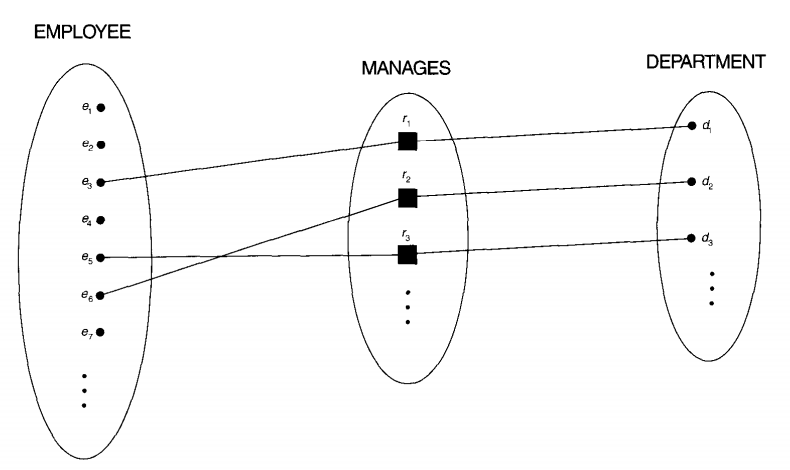 EMPLOYEE
MANAGES
DEPARTMENT
e1
e2
e3
e4
e5
e6
e7
r1
r2
r3
d1
d2
d3